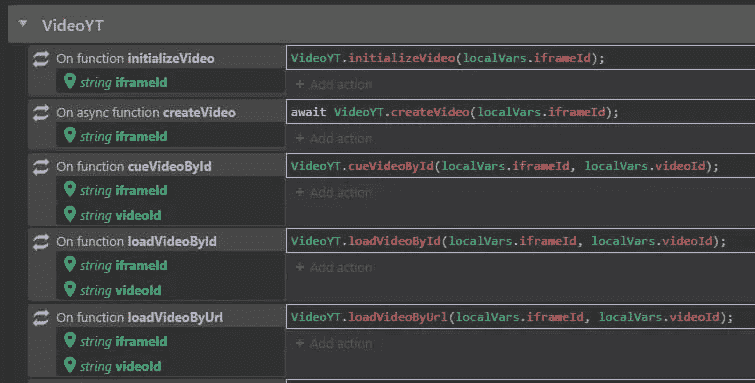 VideoYT
On function initializeVideo VideoYT.initializeVideo(localVars.iframeId);
string iframeId + Add action
On async function createVideo await VideoYT.createVideo(localVars.iframeId);
string iframeId + Add action
On function cueVideoById VideoYT.cueVideoById(localVars.iframeId, localVars.videoId);
string iframeId + Add action
string videoId
On function loadVideoById VideoYT.loadVideoById(localVars.iframeId, localVars.videoId);
string iframeId + Add action
string videoId
On function loadVideoByUrl VideoYT.loadVideoByUrl(localVars.iframeId, localVars.videoId);
string iframeId + Add action
string videoId